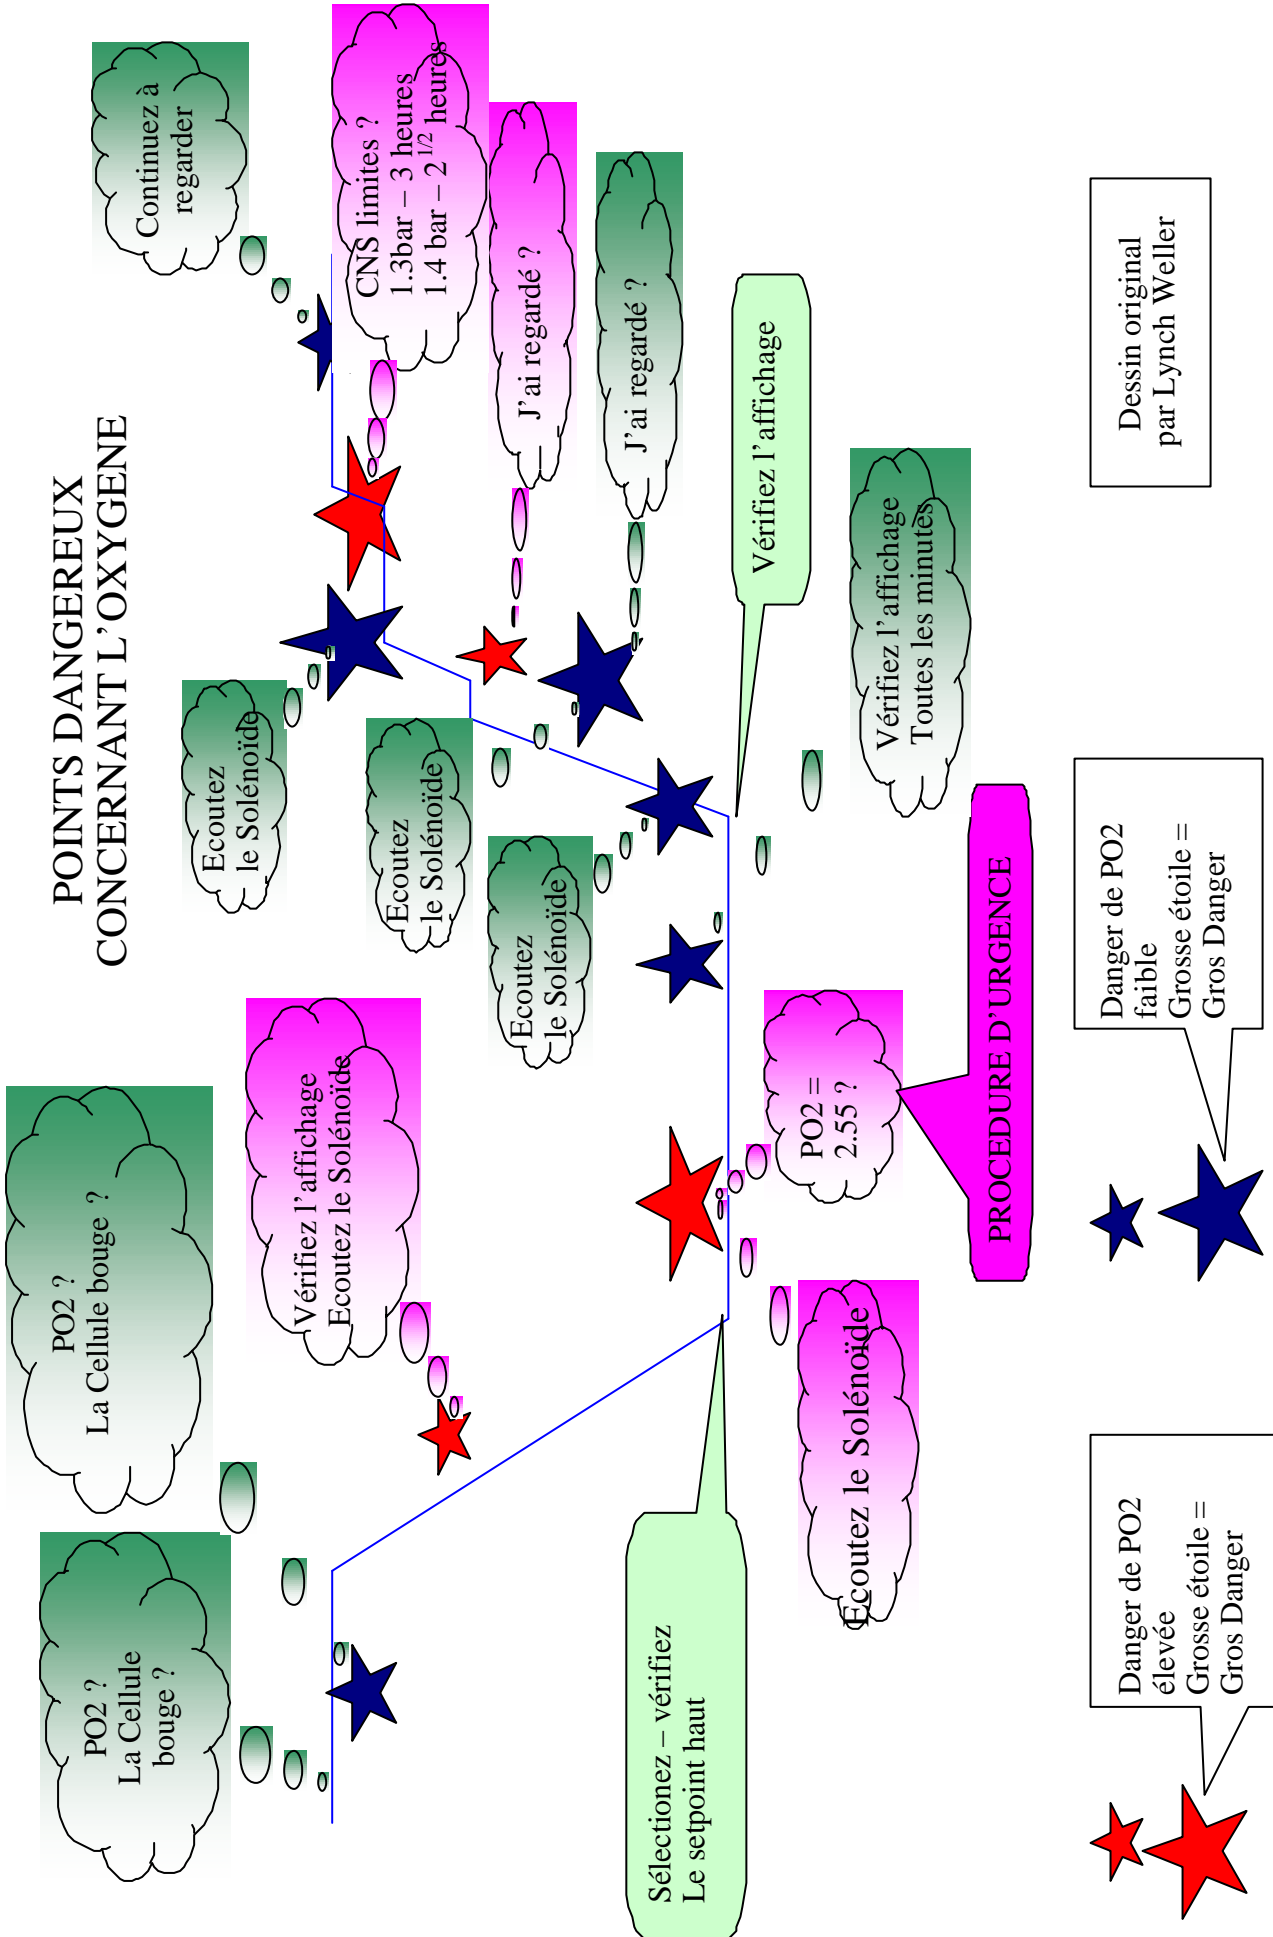 POINTS DANGEREUX
CONCERNANT L'OXYGENE
PO2 ?
La Cellule
bouge ?
PO2 ?
La Cellule bouge ?
Vérifiez l'affichage
Ecoutez le Solénoïde
Ecoutez
le Solénoïde
Ecoutez
le Solénoïde
Ecoutez
le Solénoïde
Continuez à
regarder
CNS limites ?
1.3bar – 3 heures
1.4 bar – 2 1/2 heures
J'ai regardé ?
J'ai regardé ?
Vérifiez l'affichage
Vérifiez l'affichage
Toutes les minutes
Sélectionez – vérifiez
Le setpoint haut
Ecoutez le Solénoïde
PO2 =
2.55 ?
PROCEDURE D'URGENCE
Danger de PO2
élevée
Grosse étoile =
Gros Danger
Danger de PO2
faible
Grosse étoile =
Gros Danger
Dessin original
par Lynch Weller